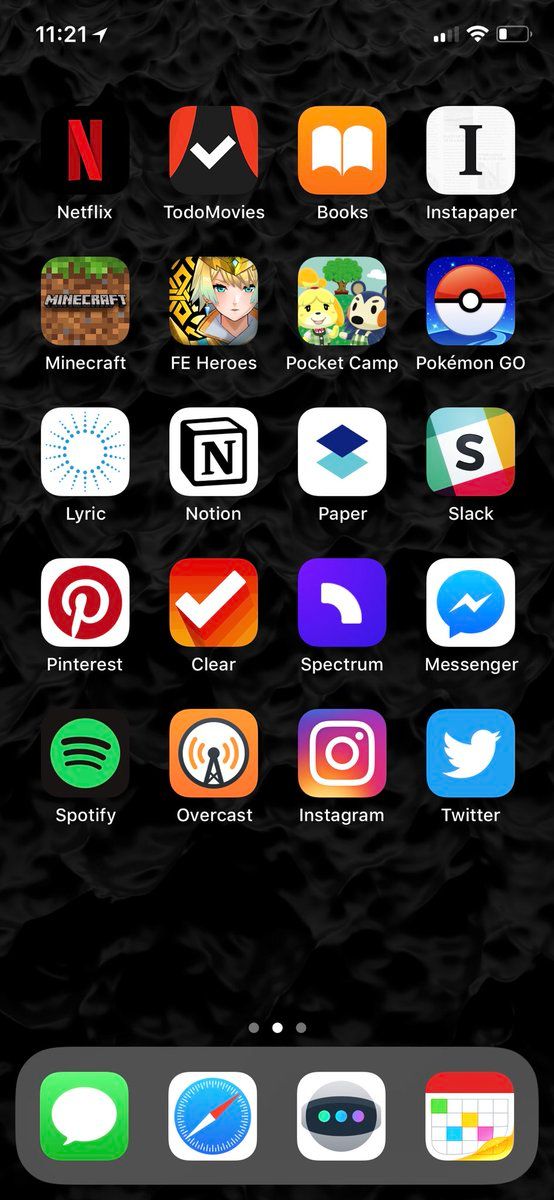 11:21
N
I
Netflix
TodoMovies
Books
Instapaper
MINECRAFT
Minecraft
FE Heroes
Pocket Camp
Pokémon GO
N
S
Lyric
Notion
Paper
Slack
Pinterest
Clear
Spectrum
Messenger
Spotify
Overcast
Instagram
Twitter